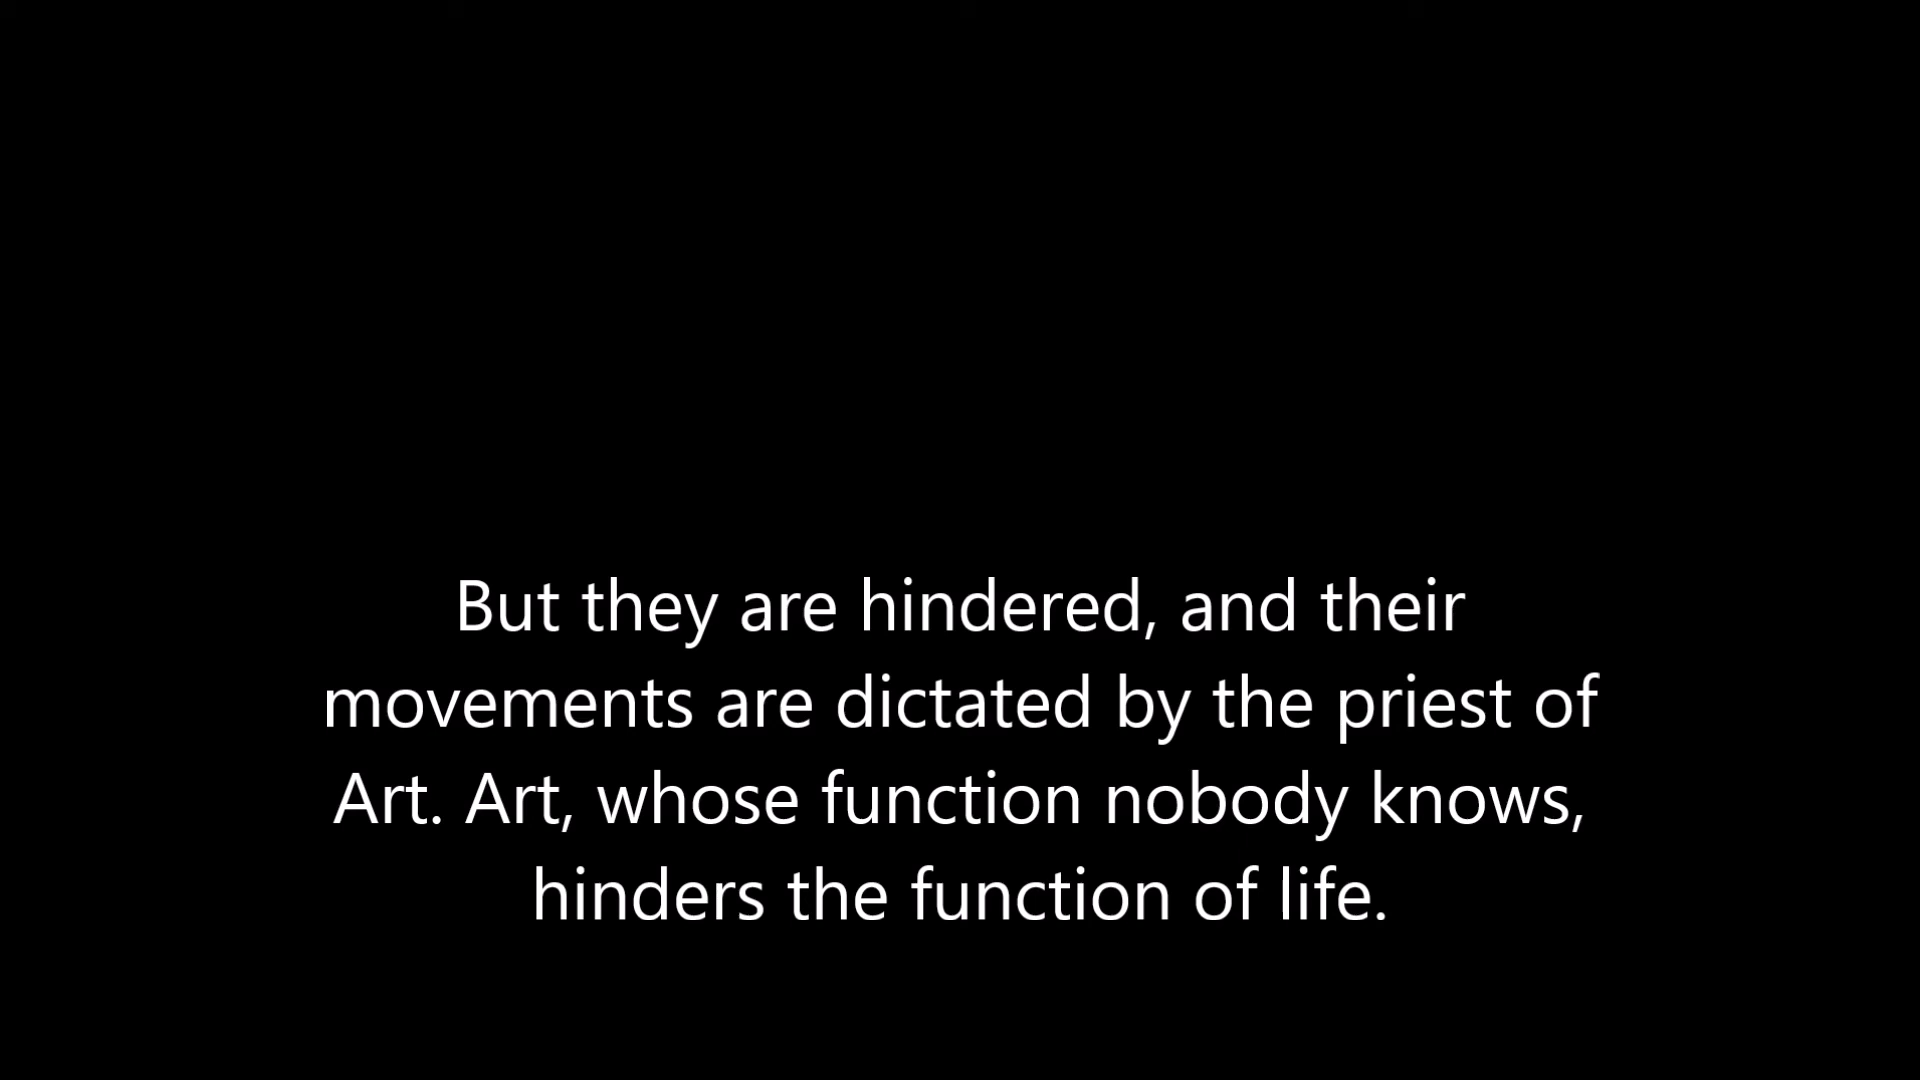 But they are hindered, and their
movements are dictated by the priest of
Art. Art, whose function nobody knows,
hinders the function of life.